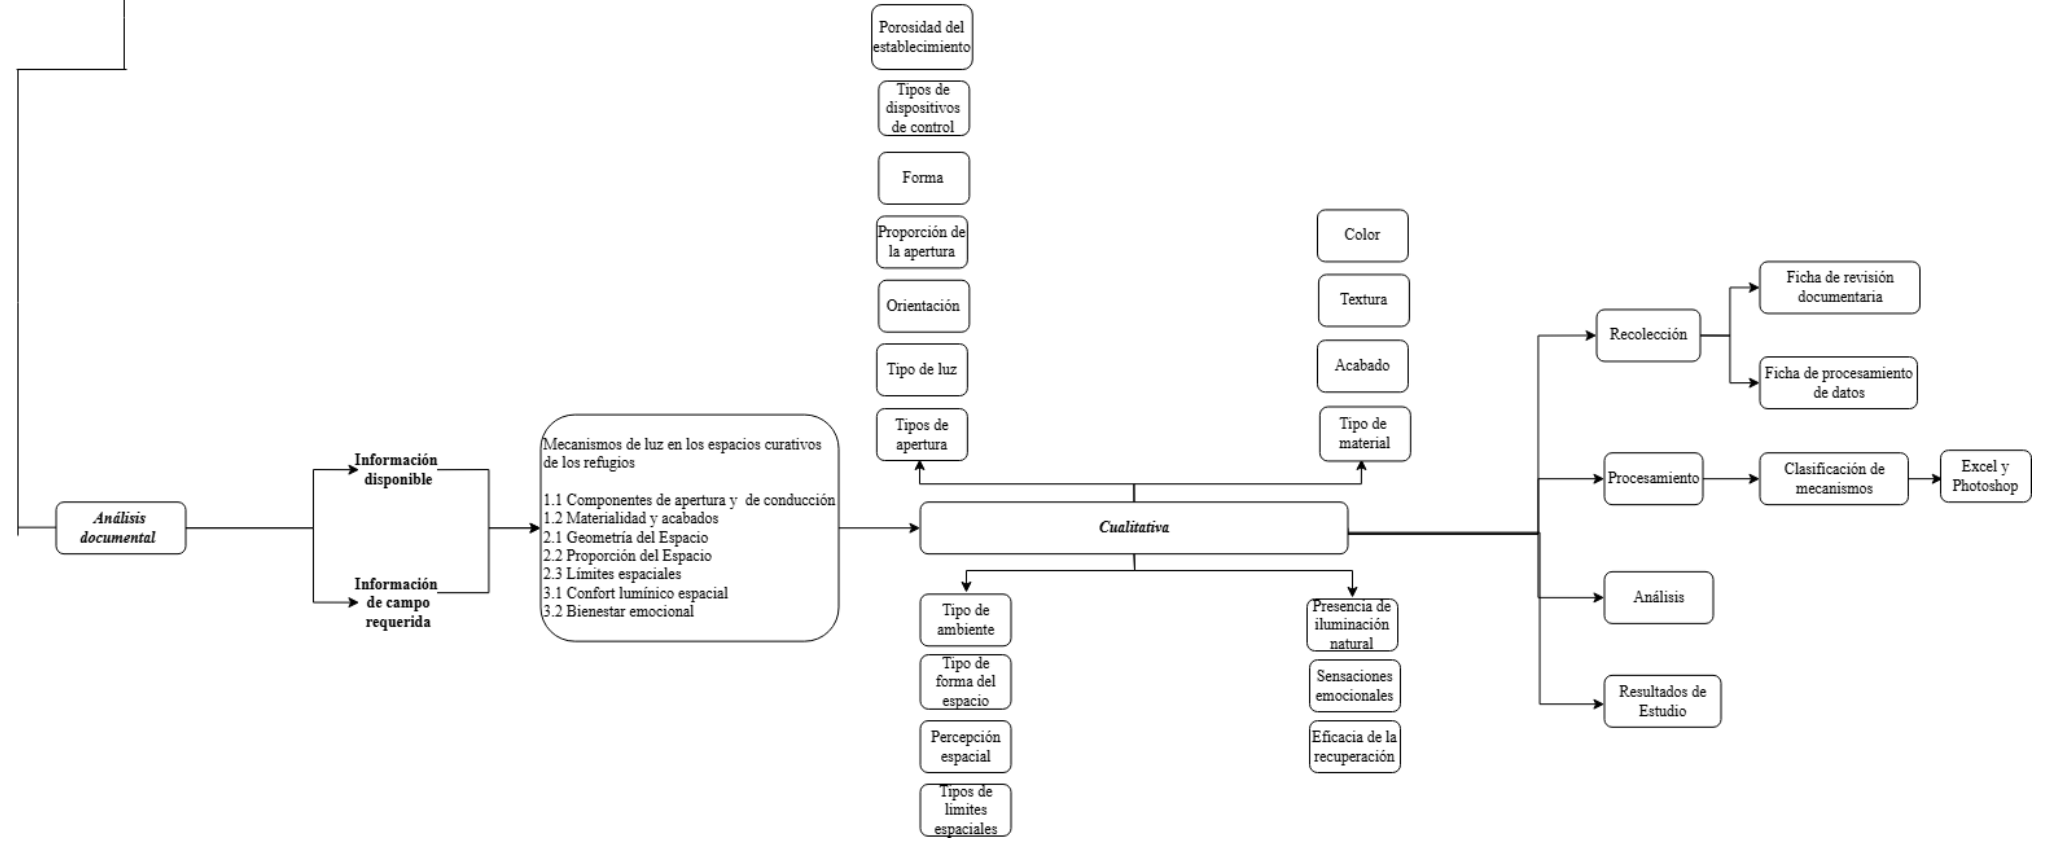 Análisis
documental
Información
disponible
Información
de campo
requerida
Mecanismos de luz en los espacios curativos
de los refugios
1.1 Componentes de apertura y de conducción
1.2 Materialidad y acabados
2.1 Geometría del Espacio
2.2 Proporción del Espacio
2.3 Límites espaciales
3.1 Confort lumínico espacial
3.2 Bienestar emocional
Porosidad del
establecimiento
Tipos de
dispositivos
de control
Forma
Proporción de
la apertura
Orientación
Tipo de luz
Tipos de
apertura
Color
Textura
Acabado
Tipo de
material
Cualitativa
Tipo de
ambiente
Tipo de
forma del
espacio
Percepción
espacial
Tipos de
limites
espaciales
Presencia de
iluminación
natural
Sensaciones
emocionales
Eficacia de la
recuperación
Recolección
Ficha de revisión
documentaria
Ficha de procesamiento
de datos
Procesamiento
Clasificación de
mecanismos
Excel y
Photoshop
Análisis
Resultados de
Estudio